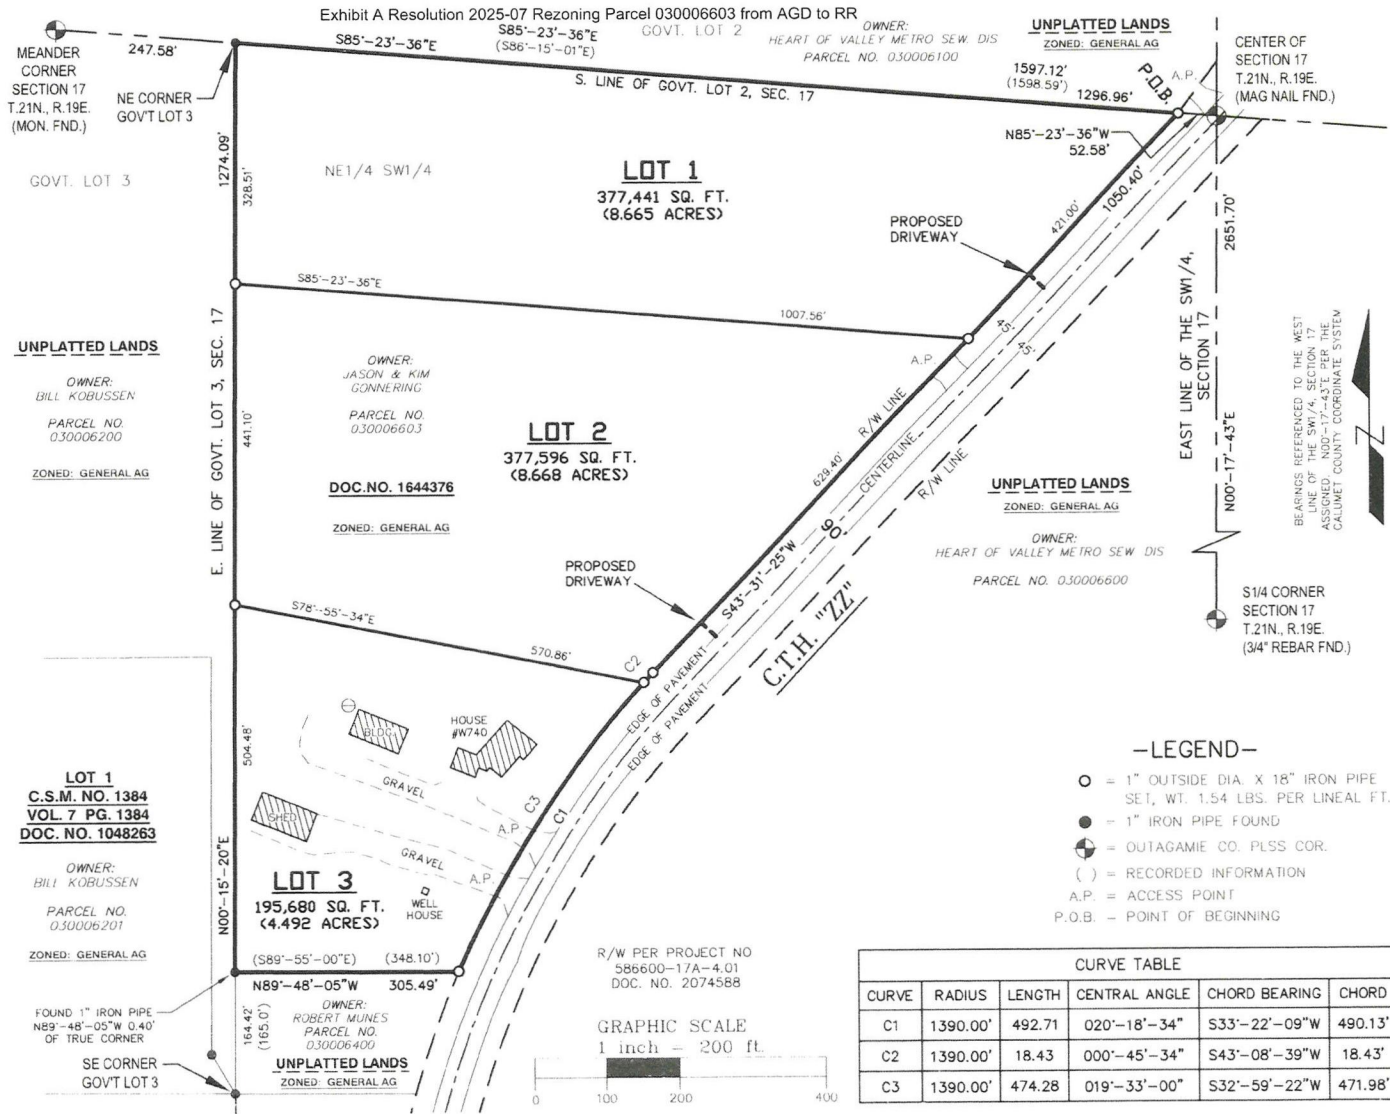 Exhibit A Resolution 2025-07 Rezoning Parcel 030006603 from AGD to RR
MEANDER
CORNER
SECTION 17
T.21N., R.19E.
(MON. FND.)
247.58'
NE CORNER
GOV'T LOT 3
S85°-23'-36"E
S85°-23'-36"E
(S86°-15'-01"E)
GOVT. LOT 2
S. LINE OF GOVT. LOT 2, SEC. 17
OWNER:
HEART OF VALLEY METRO SEW. DIS
PARCEL NO. 030006100
UNPLATTED LANDS
ZONED: GENERAL AG
1597.12'
(1598.59')
1296.96'
P.O.B.
A.P.
CENTER OF
SECTION 17
T.21N., R.19E.
(MAG NAIL FND.)
N85°-23'-36"W
52.58'
GOVT. LOT 3
1274.09'
328.51'
NE1/4 SW1/4
LOT 1
377,441 SQ. FT.
(8.665 ACRES)
PROPOSED
DRIVEWAY
421.00'
1050.40'
2651.70'
EAST LINE OF THE SW1/4,
SECTION 17
N00°-17'-43"E
S85°-23'-36"E
1007.56'
45'
45'
A.P.
UNPLATTED LANDS
OWNER:
BILL KOBUSSEN
PARCEL NO.
030006200
ZONED: GENERAL AG
E. LINE OF GOVT. LOT 3, SEC. 17
441.10'
OWNER:
JASON & KIM
GONNERING
PARCEL NO.
030006603
DOC.NO. 1644376
ZONED: GENERAL AG
LOT 2
377,596 SQ. FT.
(8.668 ACRES)
R/W LINE
CENTERLINE
R/W LINE
629.40'
90'
S43°-31'-25"W
UNPLATTED LANDS
ZONED: GENERAL AG
OWNER:
HEART OF VALLEY METRO SEW DIS
PARCEL NO. 030006600
BEARINGS REFERENCED TO THE WEST
LINE OF THE SW1/4, SECTION 17
ASSIGNED, N00°-17'-43"E PER THE
CALUMET COUNTY COORDINATE SYSTEM
PROPOSED
DRIVEWAY
C.T.H. "ZZ"
S1/4 CORNER
SECTION 17
T.21N., R.19E.
(3/4" REBAR FND.)
S78°-55'-34"E
570.86'
C2
EDGE OF PAVEMENT
EDGE OF PAVEMENT
504.48'
BLDG.
HOUSE
#W740
GRAVEL
SHED
GRAVEL
C3
C1
A.P.
A.P.
LOT 1
C.S.M. NO. 1384
VOL. 7 PG. 1384
DOC. NO. 1048263
OWNER:
BILL KOBUSSEN
PARCEL NO.
030006201
ZONED: GENERAL AG
N00°-15'-20"E
LOT 3
195,680 SQ. FT.
(4.492 ACRES)
WELL
HOUSE
(S89°-55'-00"E) (348.10')
N89°-48'-05"W 305.49'
FOUND 1" IRON PIPE
N89°-48'-05"W 0.40'
OF TRUE CORNER
SE CORNER
GOV'T LOT 3
164.42'
(165.0')
OWNER:
ROBERT MUNES
PARCEL NO.
030006400
UNPLATTED LANDS
ZONED: GENERAL AG
R/W PER PROJECT NO
586600-17A-4.01
DOC. NO. 2074588
GRAPHIC SCALE
1 inch = 200 ft.
0 100 200 400
-LEGEND-
= 1" OUTSIDE DIA. X 18" IRON PIPE
SET, WT. 1.54 LBS. PER LINEAL FT.
= 1" IRON PIPE FOUND
= OUTAGAMIE CO. PLSS COR.
( ) = RECORDED INFORMATION
A.P. = ACCESS POINT
P.O.B. – POINT OF BEGINNING
CURVE TABLE
CURVE RADIUS LENGTH CENTRAL ANGLE CHORD BEARING CHORD
C1 1390.00' 492.71 020°-18'-34" S33°-22'-09"W 490.13'
C2 1390.00' 18.43 000°-45'-34" S43°-08'-39"W 18.43'
C3 1390.00' 474.28 019°-33'-00" S32°-59'-22"W 471.98'